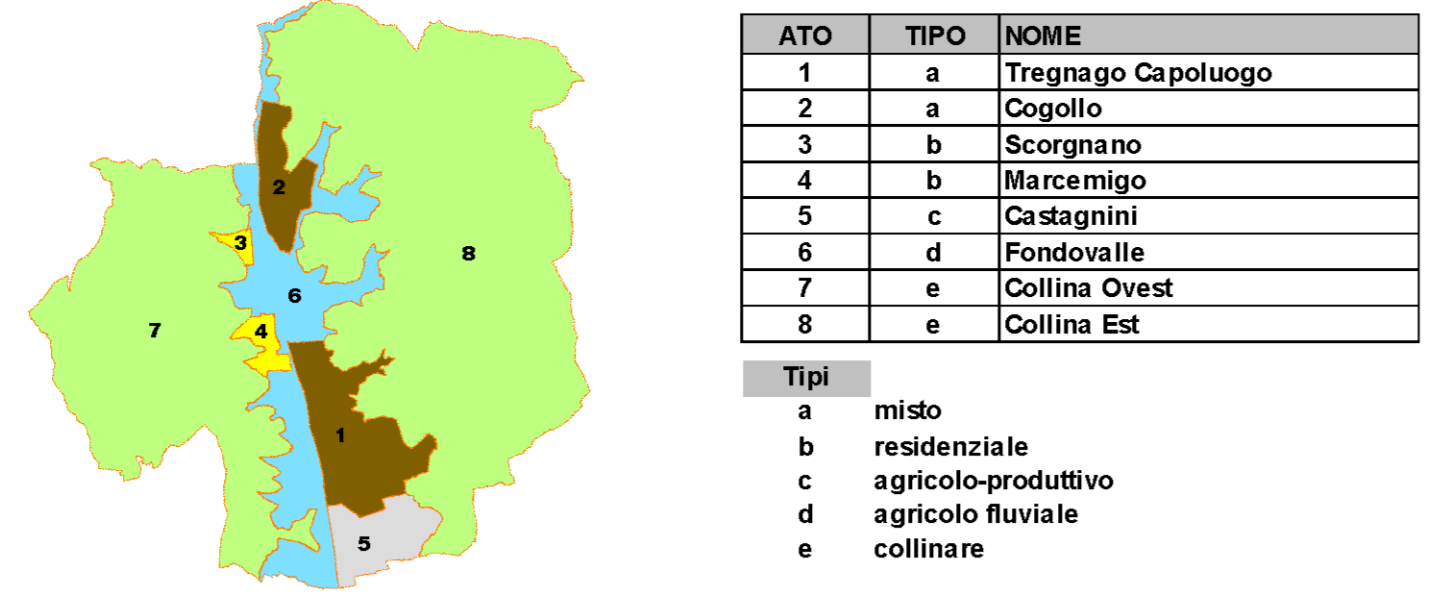 2
3
8
6
7
4
1
5
ATO TIPO NOME
1 a Tregnago Capoluogo
2 a Cogollo
3 b Scorgnano
4 b Marcemigo
5 c Castagnini
6 d Fondovalle
7 e Collina Ovest
8 e Collina Est
Tipi
a misto
b residenziale
c agricolo-produttivo
d agricolo fluviale
e collinare